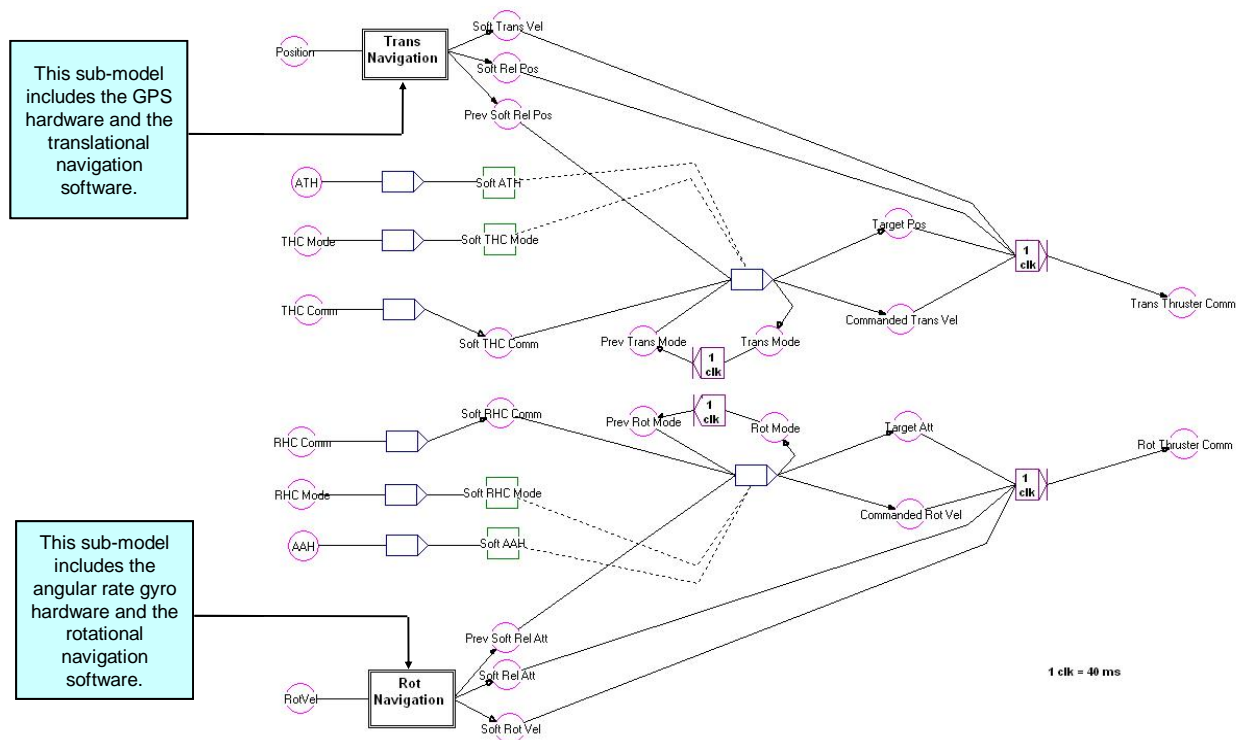 This sub-model
includes the GPS
hardware and the
translational
navigation
software.
Position
Trans
Navigation
Soft Trans Vel
Soft Rel Pos
Prev Soft Rel Pos
ATH
Soft ATH
THC Mode
Soft THC Mode
THC Comm
Soft THC Comm
Target Pos
Commanded Trans Vel
1
clk
Trans Thruster Comm
Prev Trans Mode
1
clk
Trans Mode
Soft RHC Comm
RHC Comm
Prev Rot Mode
1
clk
Rot Mode
Target Att
Rot Thruster Comm
RHC Mode
Soft RHC Mode
1
clk
Commanded Rot Vel
AAH
Soft AAH
This sub-model
includes the
angular rate gyro
hardware and the
rotational
navigation
software.
Prev Soft Rel Att
Soft Rel Att
RotVel
Rot
Navigation
Soft Rot Vel
1 clk = 40 ms